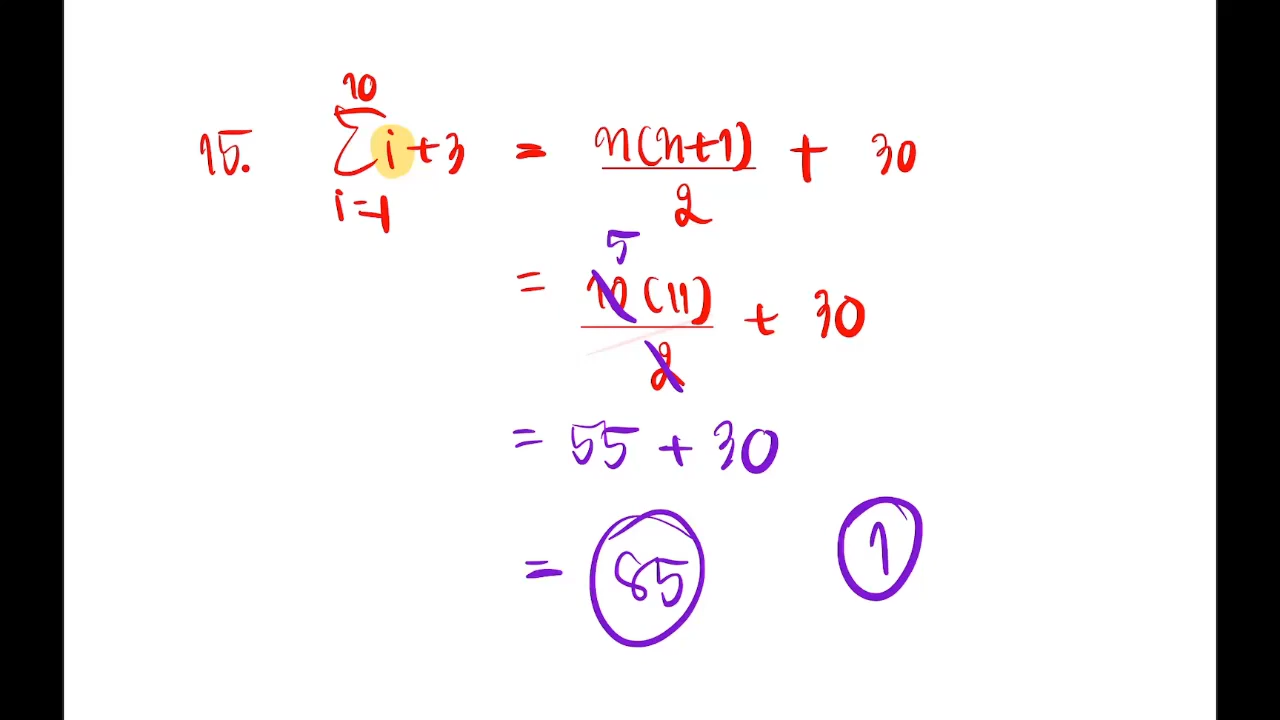 10
15. Σ i + 3 = n(n+1) + 30
i=1 2
5
= 10 (11) + 30
2
= 55 + 30
= 85 1